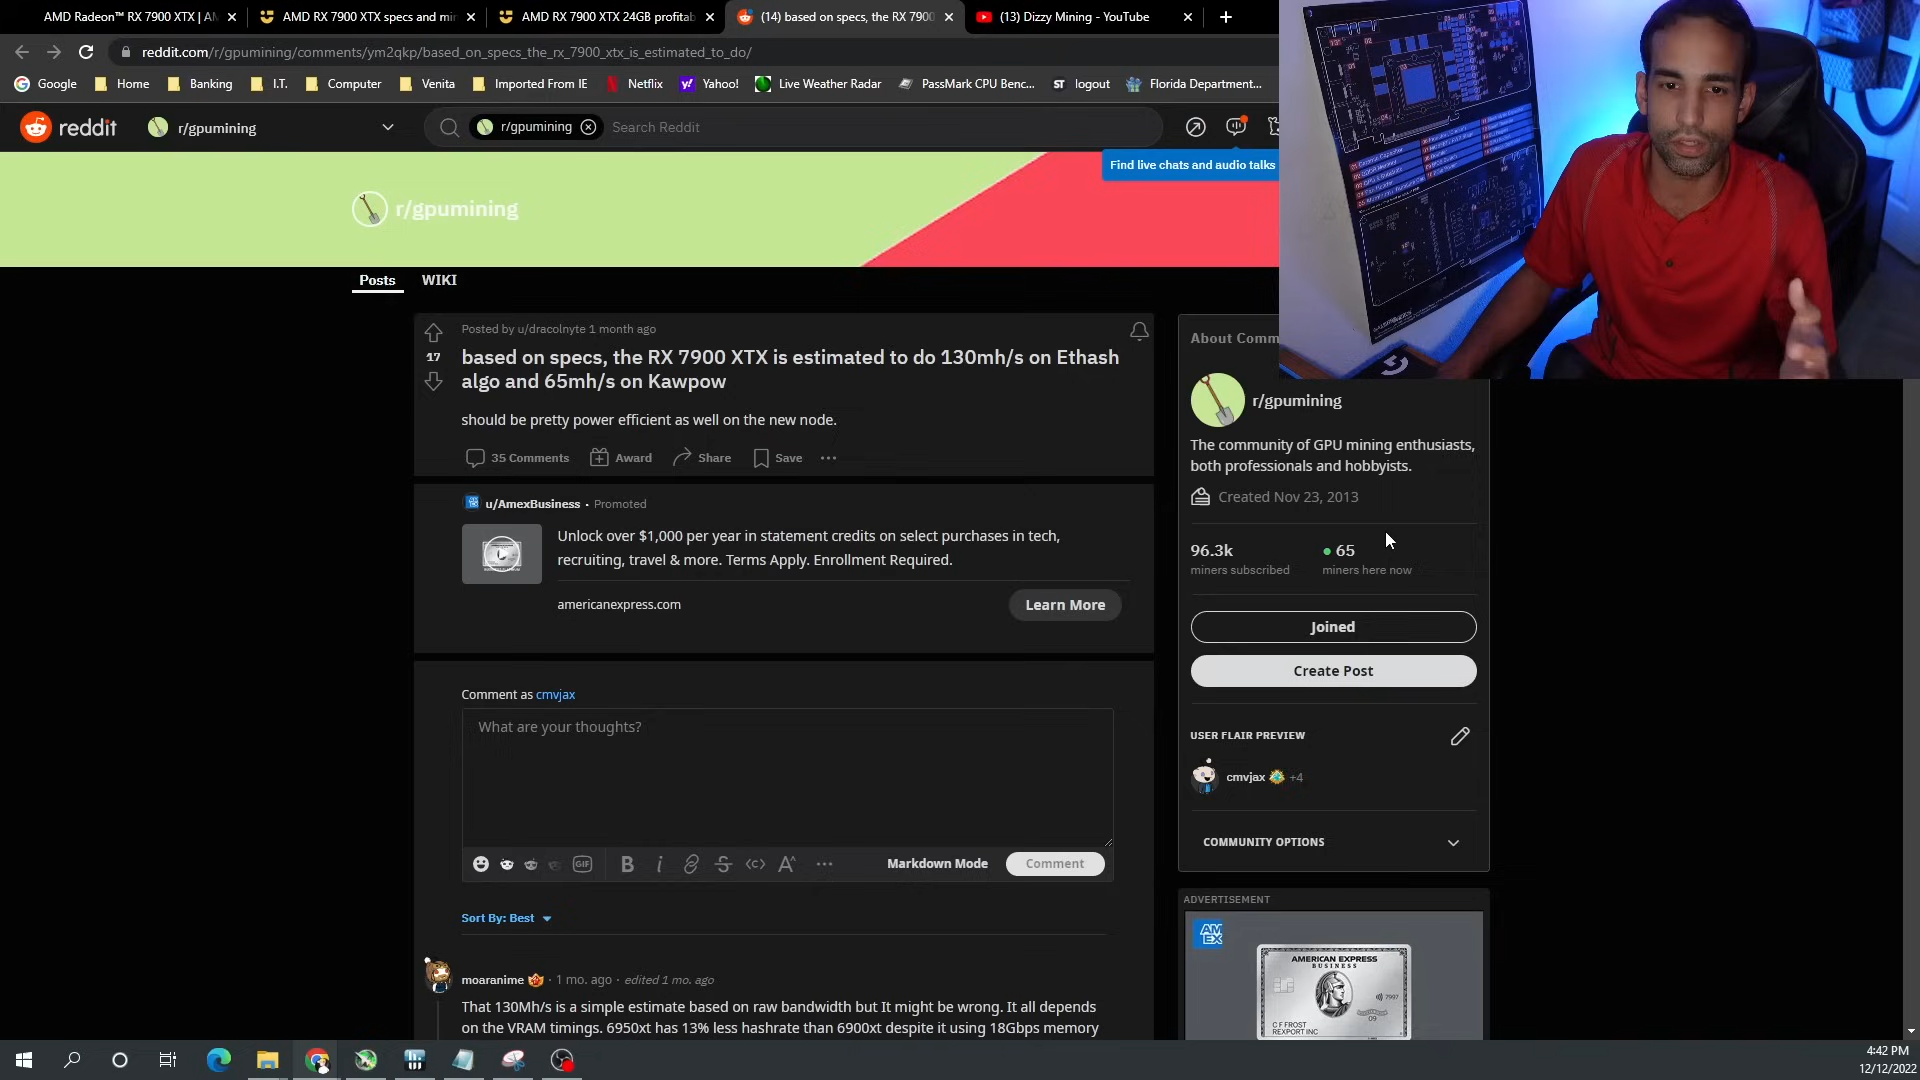 AMD Radeon™ RX 7900 XTX | A
AMD RX 7900 XTX specs and mi
AMD RX 7900 XTX 24GB profitab
(14) based on specs, the RX 7900
(13) Dizzy Mining - YouTube
reddit.com/r/gpumining/comments/ym2qkp/based_on_specs_the_rx_7900_xtx_is_estimated_to_do/
Google
Home
Banking
I.T.
Computer
Venita
Imported From IE
Netflix
Yahoo!
Live Weather Radar
PassMark CPU Benc...
logout
Florida Department...
reddit
r/gpumining
r/gpumining
Search Reddit
Find live chats and audio talks
r/gpumining
Posts
WIKI
Posted by u/dracolnyte 1 month ago
17
based on specs, the RX 7900 XTX is estimated to do 130mh/s on Ethash
algo and 65mh/s on Kawpow
should be pretty power efficient as well on the new node.
35 Comments
Award
Share
Save
u/AmexBusiness • Promoted
Unlock over $1,000 per year in statement credits on select purchases in tech,
recruiting, travel & more. Terms Apply. Enrollment Required.
americanexpress.com
Learn More
Comment as cmvjax
What are your thoughts?
GIF
Markdown Mode
Comment
Sort By: Best
moaranime · 1 mo. ago · edited 1 mo. ago
That 130Mh/s is a simple estimate based on raw bandwidth but It might be wrong. It all depends
on the VRAM timings. 6950xt has 13% less hashrate than 6900xt despite it using 18Gbps memory
About Comm
r/gpumining
The community of GPU mining enthusiasts,
both professionals and hobbyists.
Created Nov 23, 2013
96.3k
miners subscribed
65
miners here now
Joined
Create Post
USER FLAIR PREVIEW
cmvjax +4
COMMUNITY OPTIONS
ADVERTISEMENT
AM
EX
AMERICAN EXPRESS
BUSINESS
C F FROST
REXPORT INC
4:42 PM
12/12/2022